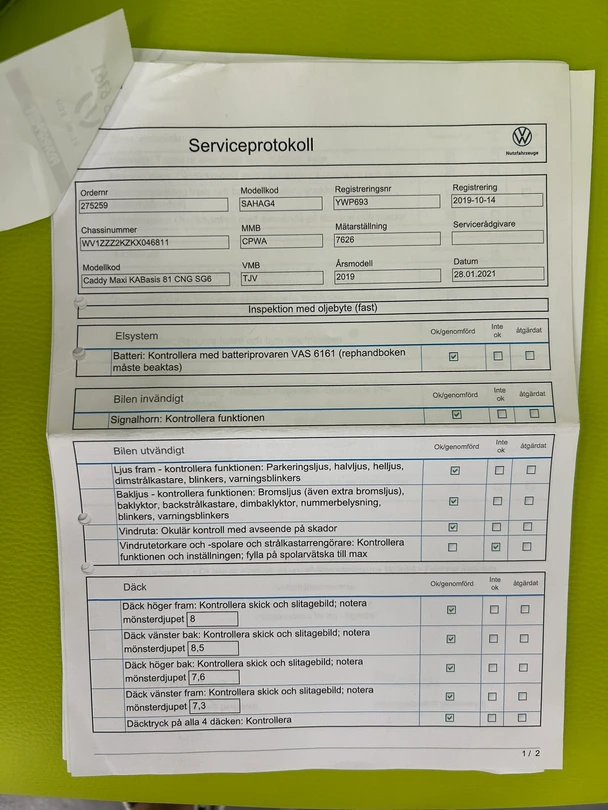 Serviceprotokoll
Nutzfahrzeuge
Ordernr Modellkod Registreringsnr Registrering
275259 SAHAG4 YWP693 2019-10-14
Chassinummer MMB Mätarställning Servicerådgivare
WV1ZZZ2KZKX046811 CPWA 7626
Modellkod VMB Årsmodell Datum
Caddy Maxi KABasis 81 CNG SG6 TJV 2019 28.01.2021
Inspektion med oljebyte (fast)
Elsystem Ok/genomförd Inte ok åtgärdat
Batteri: Kontrollera med batteriprovaren VAS 6161 (rephandboken
måste beaktas)
Bilen invändigt Ok/genomförd Inte ok åtgärdat
Signalhorn: Kontrollera funktionen
Bilen utvändigt Ok/genomförd Inte ok åtgärdat
Ljus fram - kontrollera funktionen: Parkeringsljus, halvljus, helljus,
dimstrålkastare, blinkers, varningsblinkers
Bakljus - kontrollera funktionen: Bromsljus (även extra bromsljus),
baklyktor, backstrålkastare, dimbaklyktor, nummerbelysning,
blinkers, varningsblinkers
Vindruta: Okulär kontroll med avseende på skador
Vindrutetorkare och -spolare och strålkastarrengörare: Kontrollera
funktionen och inställningen; fylla på spolarvätska till max
Däck Ok/genomförd Inte ok åtgärdat
Däck höger fram: Kontrollera skick och slitagebild; notera
mönsterdjupet 8
Däck vänster bak: Kontrollera skick och slitagebild; notera
mönsterdjupet 8,5
Däck höger bak: Kontrollera skick och slitagebild; notera
mönsterdjupet 7,6
Däck vänster fram: Kontrollera skick och slitagebild; notera
mönsterdjupet 7,3
Däcktryck på alla 4 däcken: Kontrollera
1 / 2